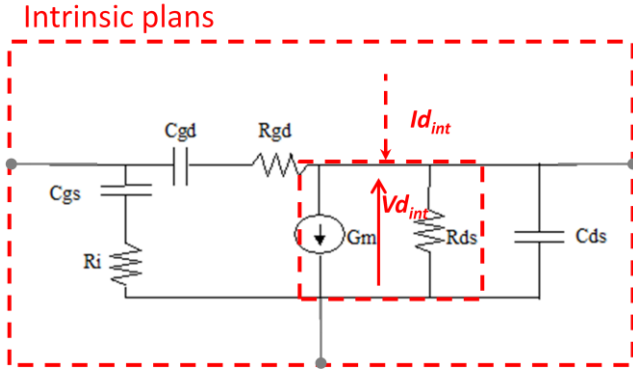 Intrinsic plans
Cgd
Rgd
Id_int
Cgs
Vd_int
Ri
Gm
Rds
Cds